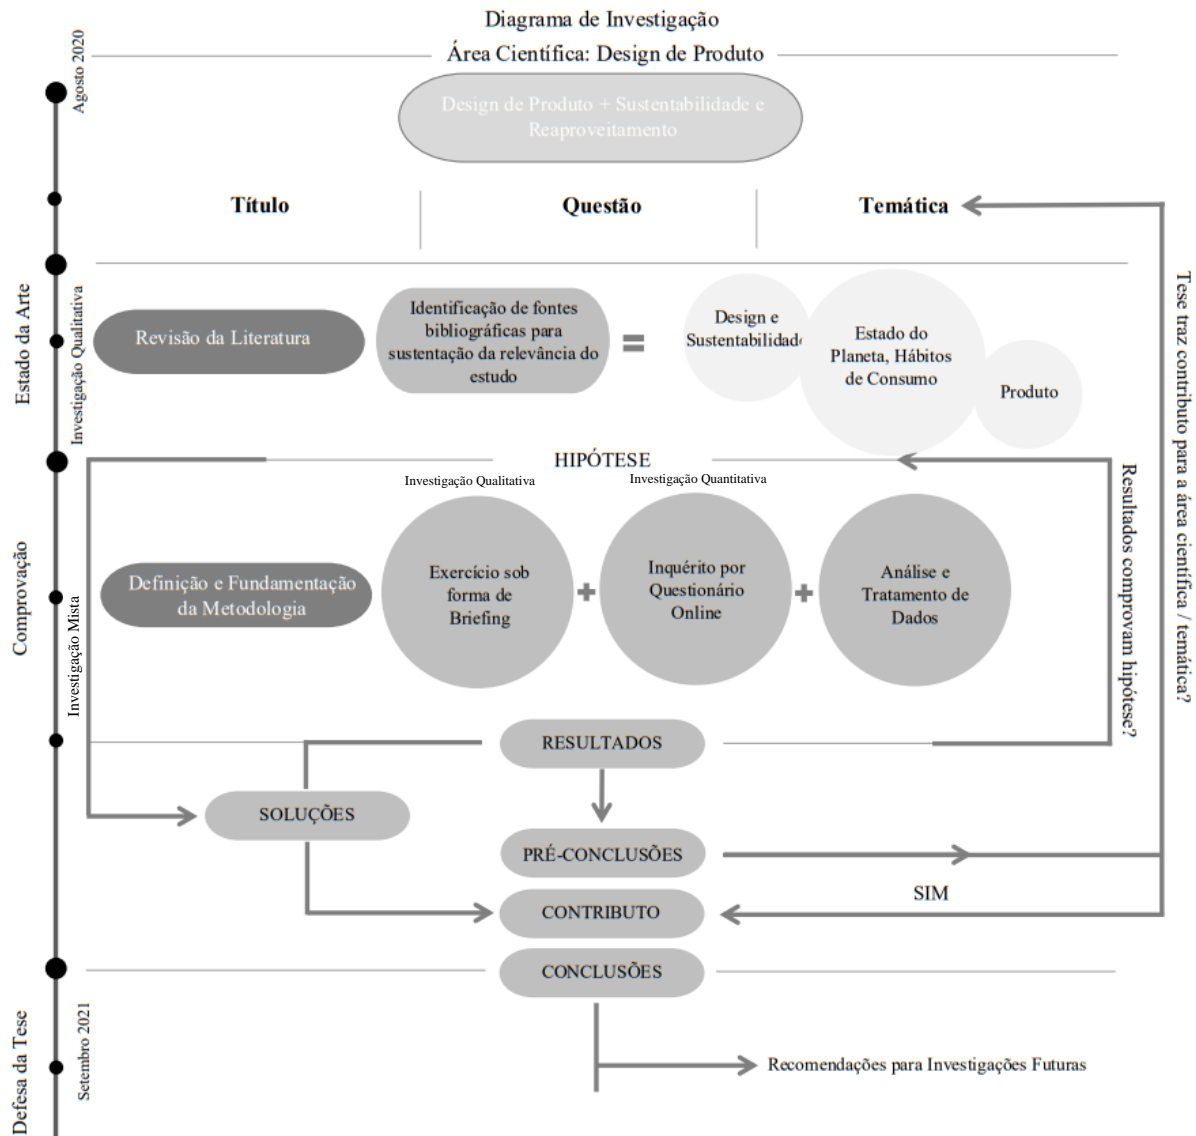 Diagrama de Investigação
Área Científica: Design de Produto
Agosto 2020
Design de Produto + Sustentabilidade e
Reaproveitamento
Título
Questão
Temática
Estado da Arte
Investigação Qualitativa
Revisão da Literatura
Identificação de fontes
bibliográficas para
sustentação da relevância do
estudo
=
Design e
Sustentabilidad
Estado do
Planeta, Hábitos
de Consumo
Produto
Tese traz contributo para a área científica / temática?
HIPÓTESE
Resultados comprovam hipótese?
Comprovação
Investigação Mista
Investigação Qualitativa
Investigação Quantitativa
Definição e Fundamentação
da Metodologia
Exercício sob
forma de
Briefing
+
Inquérito por
Questionário
Online
+
Análise e
Tratamento de
Dados
RESULTADOS
SOLUÇÕES
PRÉ-CONCLUSÕES
SIM
CONTRIBUTO
CONCLUSÕES
Defesa da Tese
Setembro 2021
Recomendações para Investigações Futuras